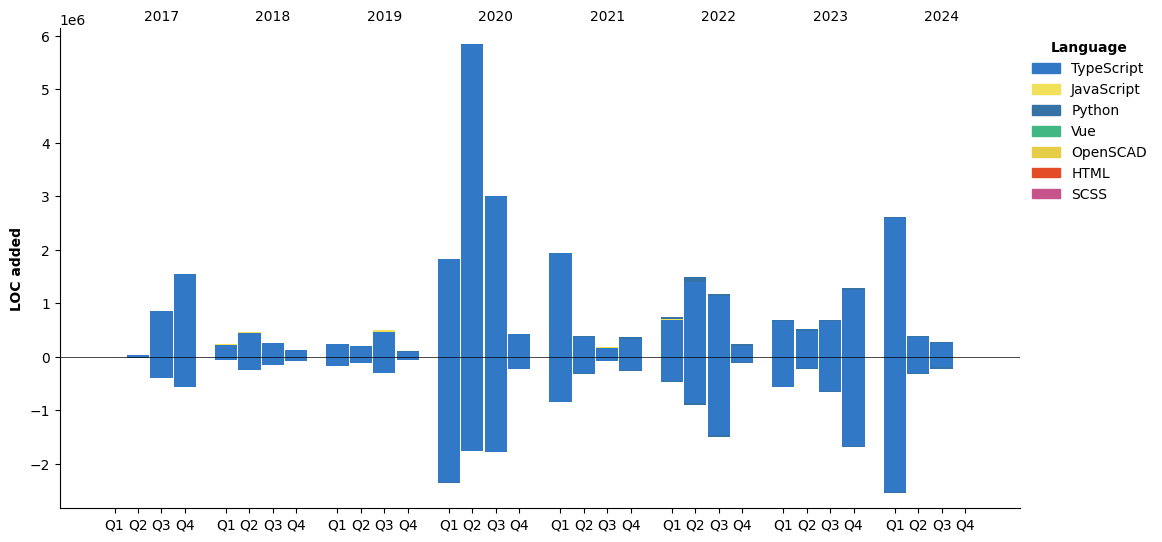 2017 2018 2019 2020 2021 2022 2023 2024
1e6
6
5
4
3
2
1
0
−1
−2
LOC added
Q1 Q2 Q3 Q4 Q1 Q2 Q3 Q4 Q1 Q2 Q3 Q4 Q1 Q2 Q3 Q4 Q1 Q2 Q3 Q4 Q1 Q2 Q3 Q4 Q1 Q2 Q3 Q4 Q1 Q2 Q3 Q4
Language
TypeScript
JavaScript
Python
Vue
OpenSCAD
HTML
SCSS